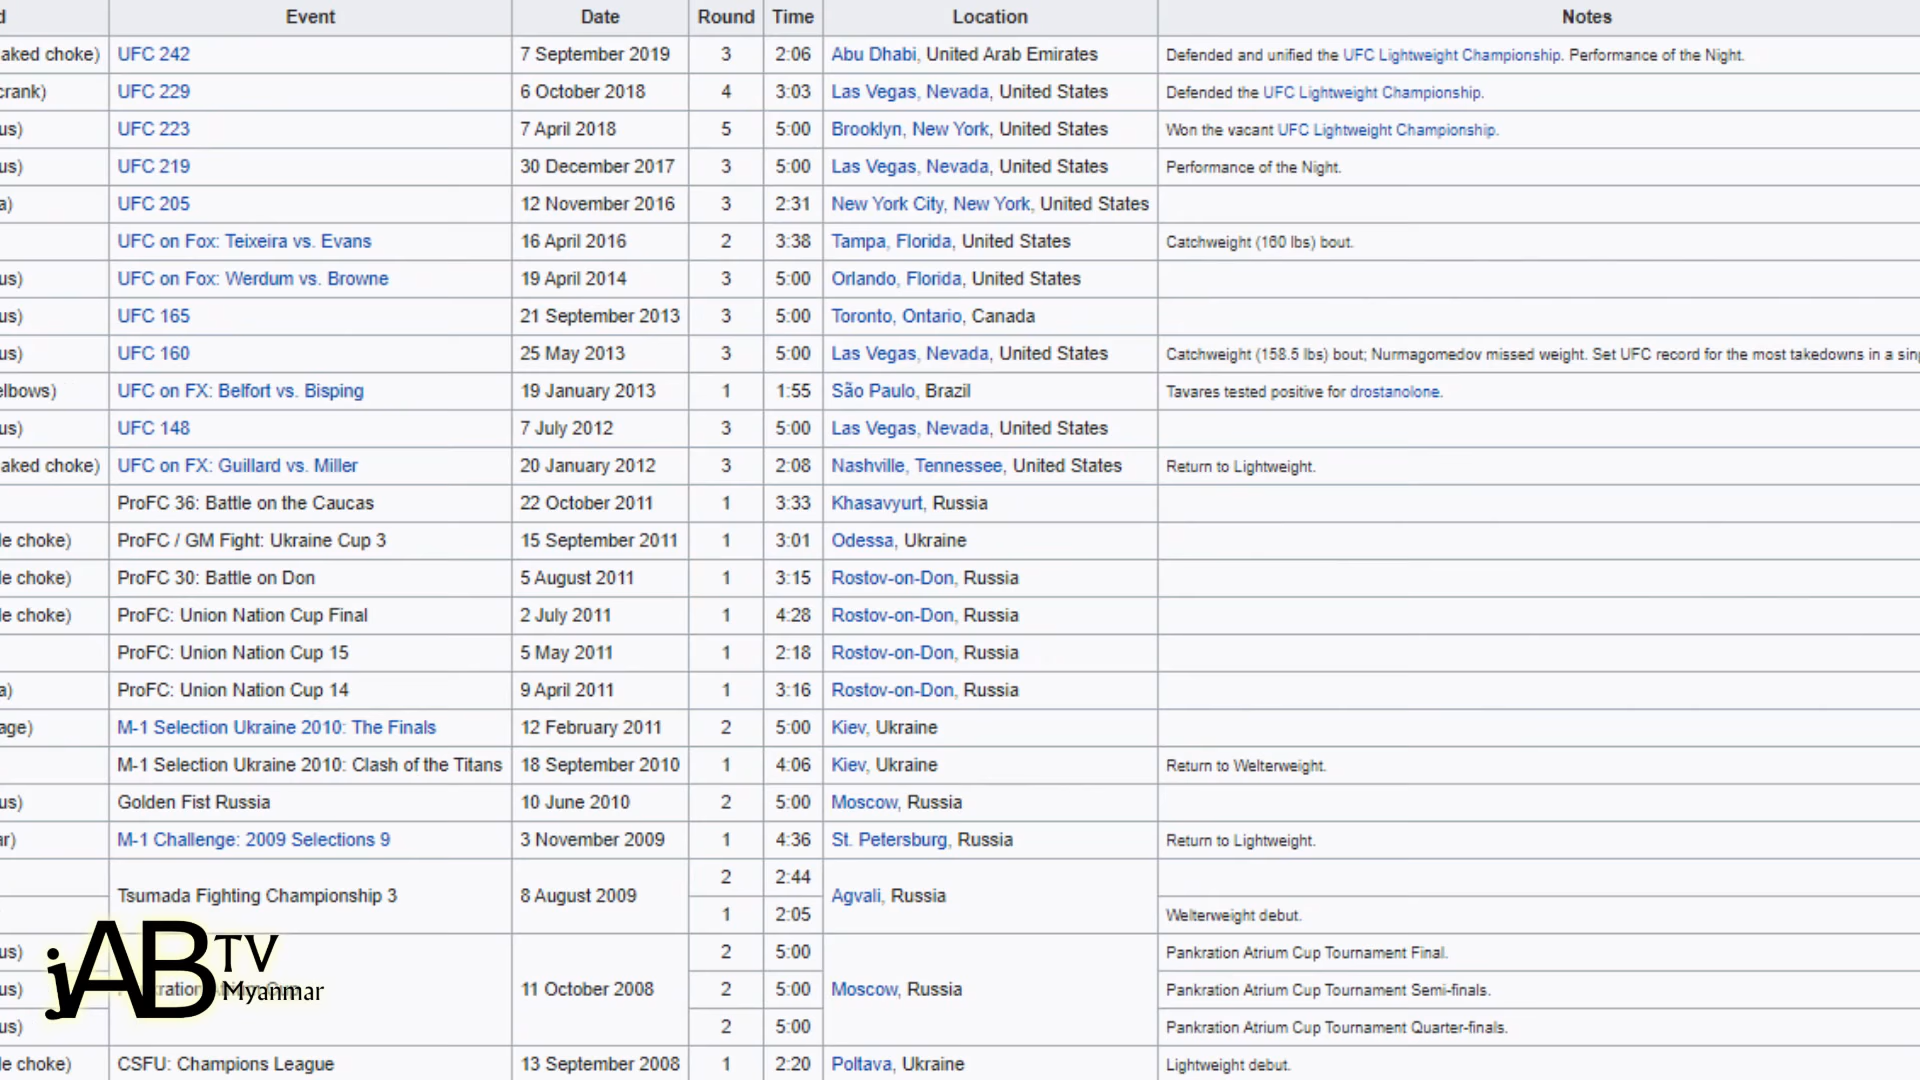 d Event Date Round Time Location Notes
aked choke) UFC 242 7 September 2019 3 2:06 Abu Dhabi, United Arab Emirates Defended and unified the UFC Lightweight Championship. Performance of the Night.
crank) UFC 229 6 October 2018 4 3:03 Las Vegas, Nevada, United States Defended the UFC Lightweight Championship.
us) UFC 223 7 April 2018 5 5:00 Brooklyn, New York, United States Won the vacant UFC Lightweight Championship.
us) UFC 219 30 December 2017 3 5:00 Las Vegas, Nevada, United States Performance of the Night.
a) UFC 205 12 November 2016 3 2:31 New York City, New York, United States
UFC on Fox: Teixeira vs. Evans 16 April 2016 2 3:38 Tampa, Florida, United States Catchweight (160 lbs) bout.
us) UFC on Fox: Werdum vs. Browne 19 April 2014 3 5:00 Orlando, Florida, United States
us) UFC 165 21 September 2013 3 5:00 Toronto, Ontario, Canada
us) UFC 160 25 May 2013 3 5:00 Las Vegas, Nevada, United States Catchweight (158.5 lbs) bout; Nurmagomedov missed weight. Set UFC record for the most takedowns in a sing
elbows) UFC on FX: Belfort vs. Bisping 19 January 2013 1 1:55 São Paulo, Brazil Tavares tested positive for drostanolone.
us) UFC 148 7 July 2012 3 5:00 Las Vegas, Nevada, United States
aked choke) UFC on FX: Guillard vs. Miller 20 January 2012 3 2:08 Nashville, Tennessee, United States Return to Lightweight.
ProFC 36: Battle on the Caucas 22 October 2011 1 3:33 Khasavyurt, Russia
le choke) ProFC / GM Fight: Ukraine Cup 3 15 September 2011 1 3:01 Odessa, Ukraine
le choke) ProFC 30: Battle on Don 5 August 2011 1 3:15 Rostov-on-Don, Russia
le choke) ProFC: Union Nation Cup Final 2 July 2011 1 4:28 Rostov-on-Don, Russia
ProFC: Union Nation Cup 15 5 May 2011 1 2:18 Rostov-on-Don, Russia
a) ProFC: Union Nation Cup 14 9 April 2011 1 3:16 Rostov-on-Don, Russia
age) M-1 Selection Ukraine 2010: The Finals 12 February 2011 2 5:00 Kiev, Ukraine
M-1 Selection Ukraine 2010: Clash of the Titans 18 September 2010 1 4:06 Kiev, Ukraine Return to Welterweight.
us) Golden Fist Russia 10 June 2010 2 5:00 Moscow, Russia
ar) M-1 Challenge: 2009 Selections 9 3 November 2009 1 4:36 St. Petersburg, Russia Return to Lightweight.
2 2:44
Tsumada Fighting Championship 3 8 August 2009 Agvali, Russia
1 2:05 Welterweight debut.
us) 2 5:00 Pankration Atrium Cup Tournament Final.
us) 11 October 2008 2 5:00 Moscow, Russia Pankration Atrium Cup Tournament Semi-finals.
us) 2 5:00 Pankration Atrium Cup Tournament Quarter-finals.
le choke) CSFU: Champions League 13 September 2008 1 2:20 Poltava, Ukraine Lightweight debut.
jAB TV
Myanmar